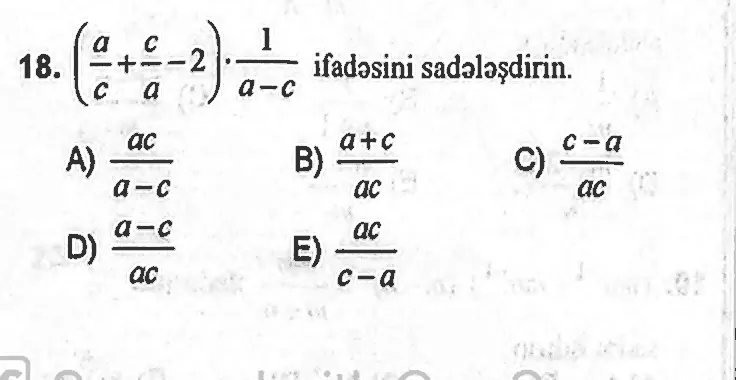 18. (a/c + c/a − 2) · 1/(a − c) ifadəsini sadələşdirin.
A) ac/(a − c) B) (a + c)/ac C) (c − a)/ac
D) (a − c)/ac E) ac/(c − a)